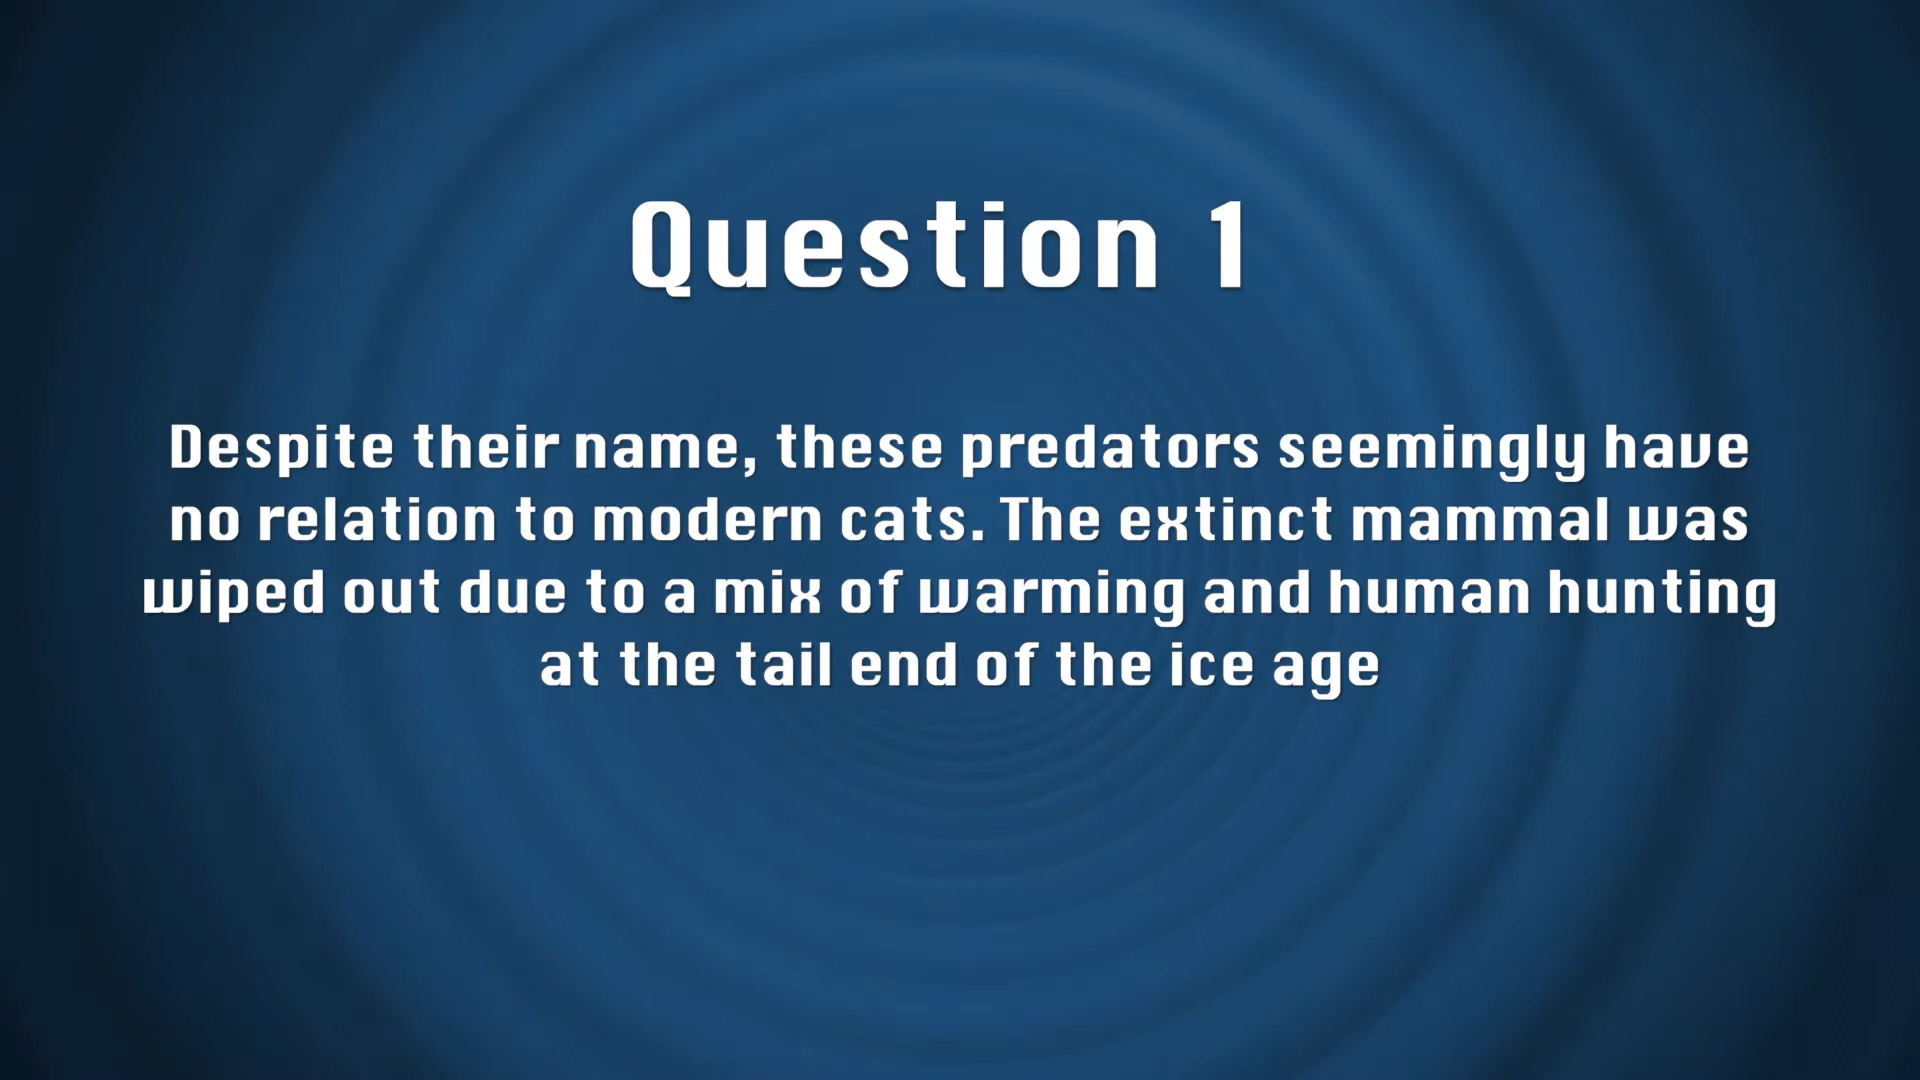 Question 1
Despite their name, these predators seemingly have
no relation to modern cats. The extinct mammal was
wiped out due to a mix of warming and human hunting
at the tail end of the ice age